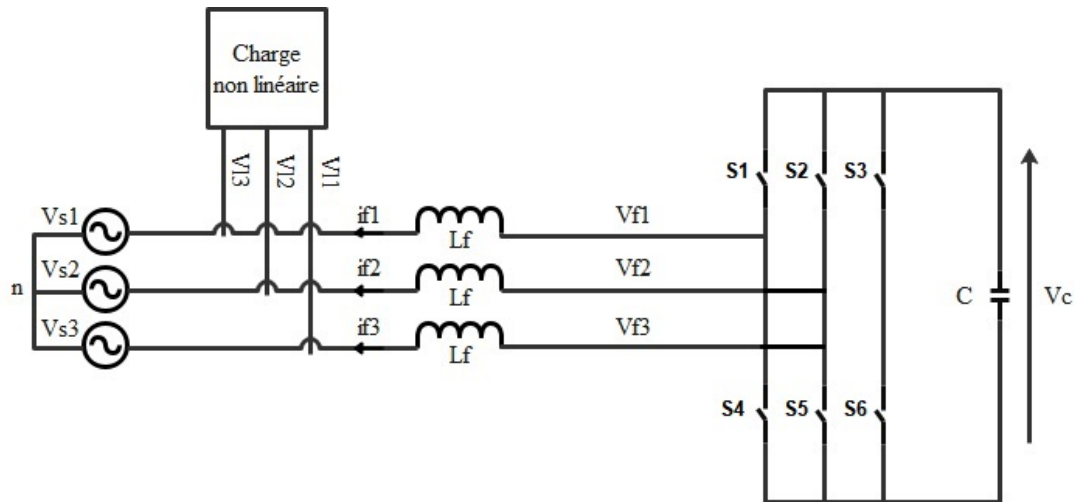 Charge
non linéaire
Vl3
Vl2
Vl1
S1
S2
S3
Vs1
if1
Lf
Vf1
Vs2
if2
Lf
Vf2
n
C
Vc
Vs3
if3
Lf
Vf3
S4
S5
S6